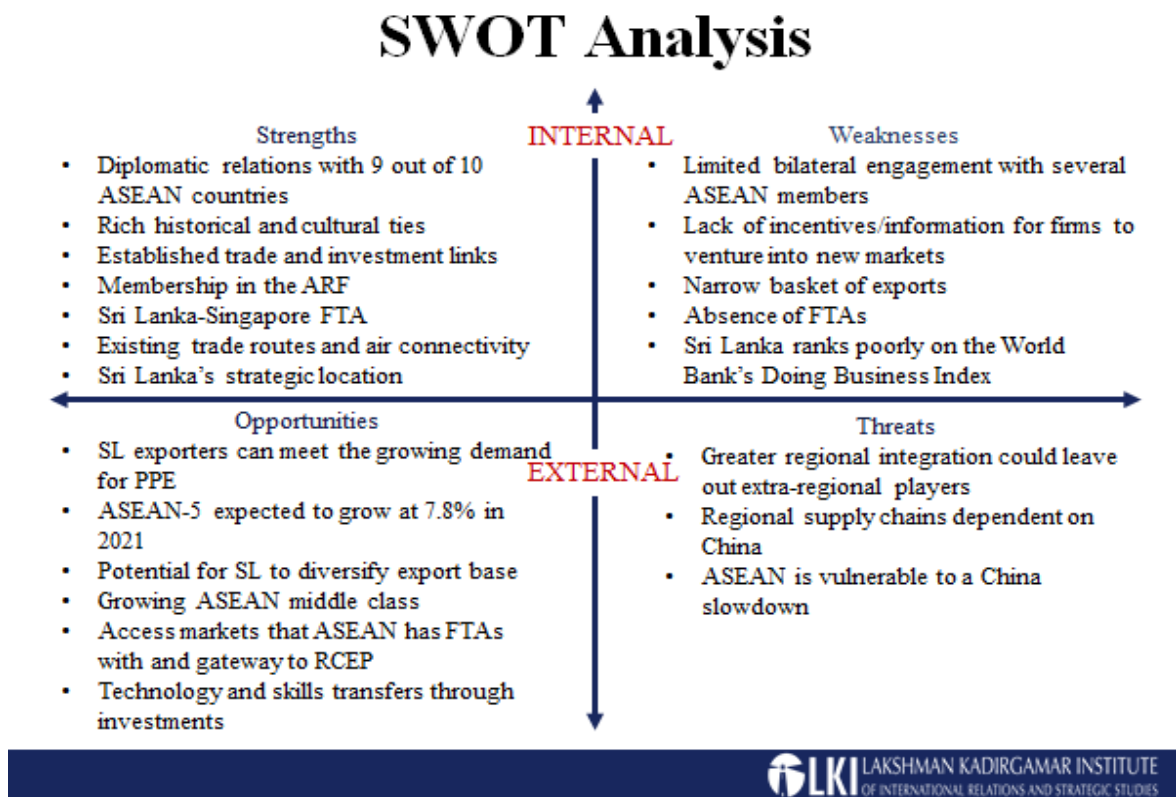 SWOT Analysis
INTERNAL
Strengths
• Diplomatic relations with 9 out of 10
ASEAN countries
• Rich historical and cultural ties
• Established trade and investment links
• Membership in the ARF
• Sri Lanka-Singapore FTA
• Existing trade routes and air connectivity
• Sri Lanka's strategic location
Weaknesses
• Limited bilateral engagement with several
ASEAN members
• Lack of incentives/information for firms to
venture into new markets
• Narrow basket of exports
• Absence of FTAs
• Sri Lanka ranks poorly on the World
Bank's Doing Business Index
EXTERNAL
Opportunities
• SL exporters can meet the growing demand
for PPE
• ASEAN-5 expected to grow at 7.8% in
2021
• Potential for SL to diversify export base
• Growing ASEAN middle class
• Access markets that ASEAN has FTAs
with and gateway to RCEP
• Technology and skills transfers through
investments
Threats
• Greater regional integration could leave
out extra-regional players
• Regional supply chains dependent on
China
• ASEAN is vulnerable to a China
slowdown
LKI
LAKSHMAN KADIRGAMAR INSTITUTE
OF INTERNATIONAL RELATIONS AND STRATEGIC STUDIES